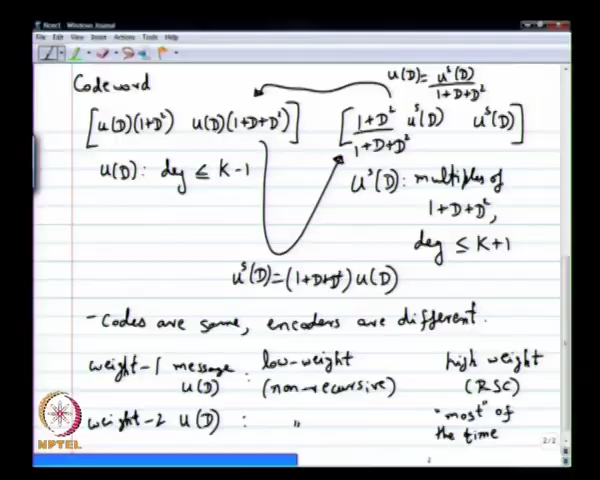 Note1 - Windows Journal
File Edit View Insert Actions Tools Help
Codeword
u(D) = u^s(D) / 1+D+D^2
[u(D)(1+D^2) u(D)(1+D+D^2)] [1+D^2 / 1+D+D^2 u^s(D) u^s(D)]
u(D): deg ≤ K-1
u^s(D): multiples of
1+D+D^2,
deg ≤ K+1
u^s(D) = (1+D+D^2) u(D)
- Codes are same, encoders are different.
weight-1 message u(D) : low-weight (non-recursive) high weight (RSC)
weight-2 u(D) : " "most" of the time
NPTEL
2/2
2